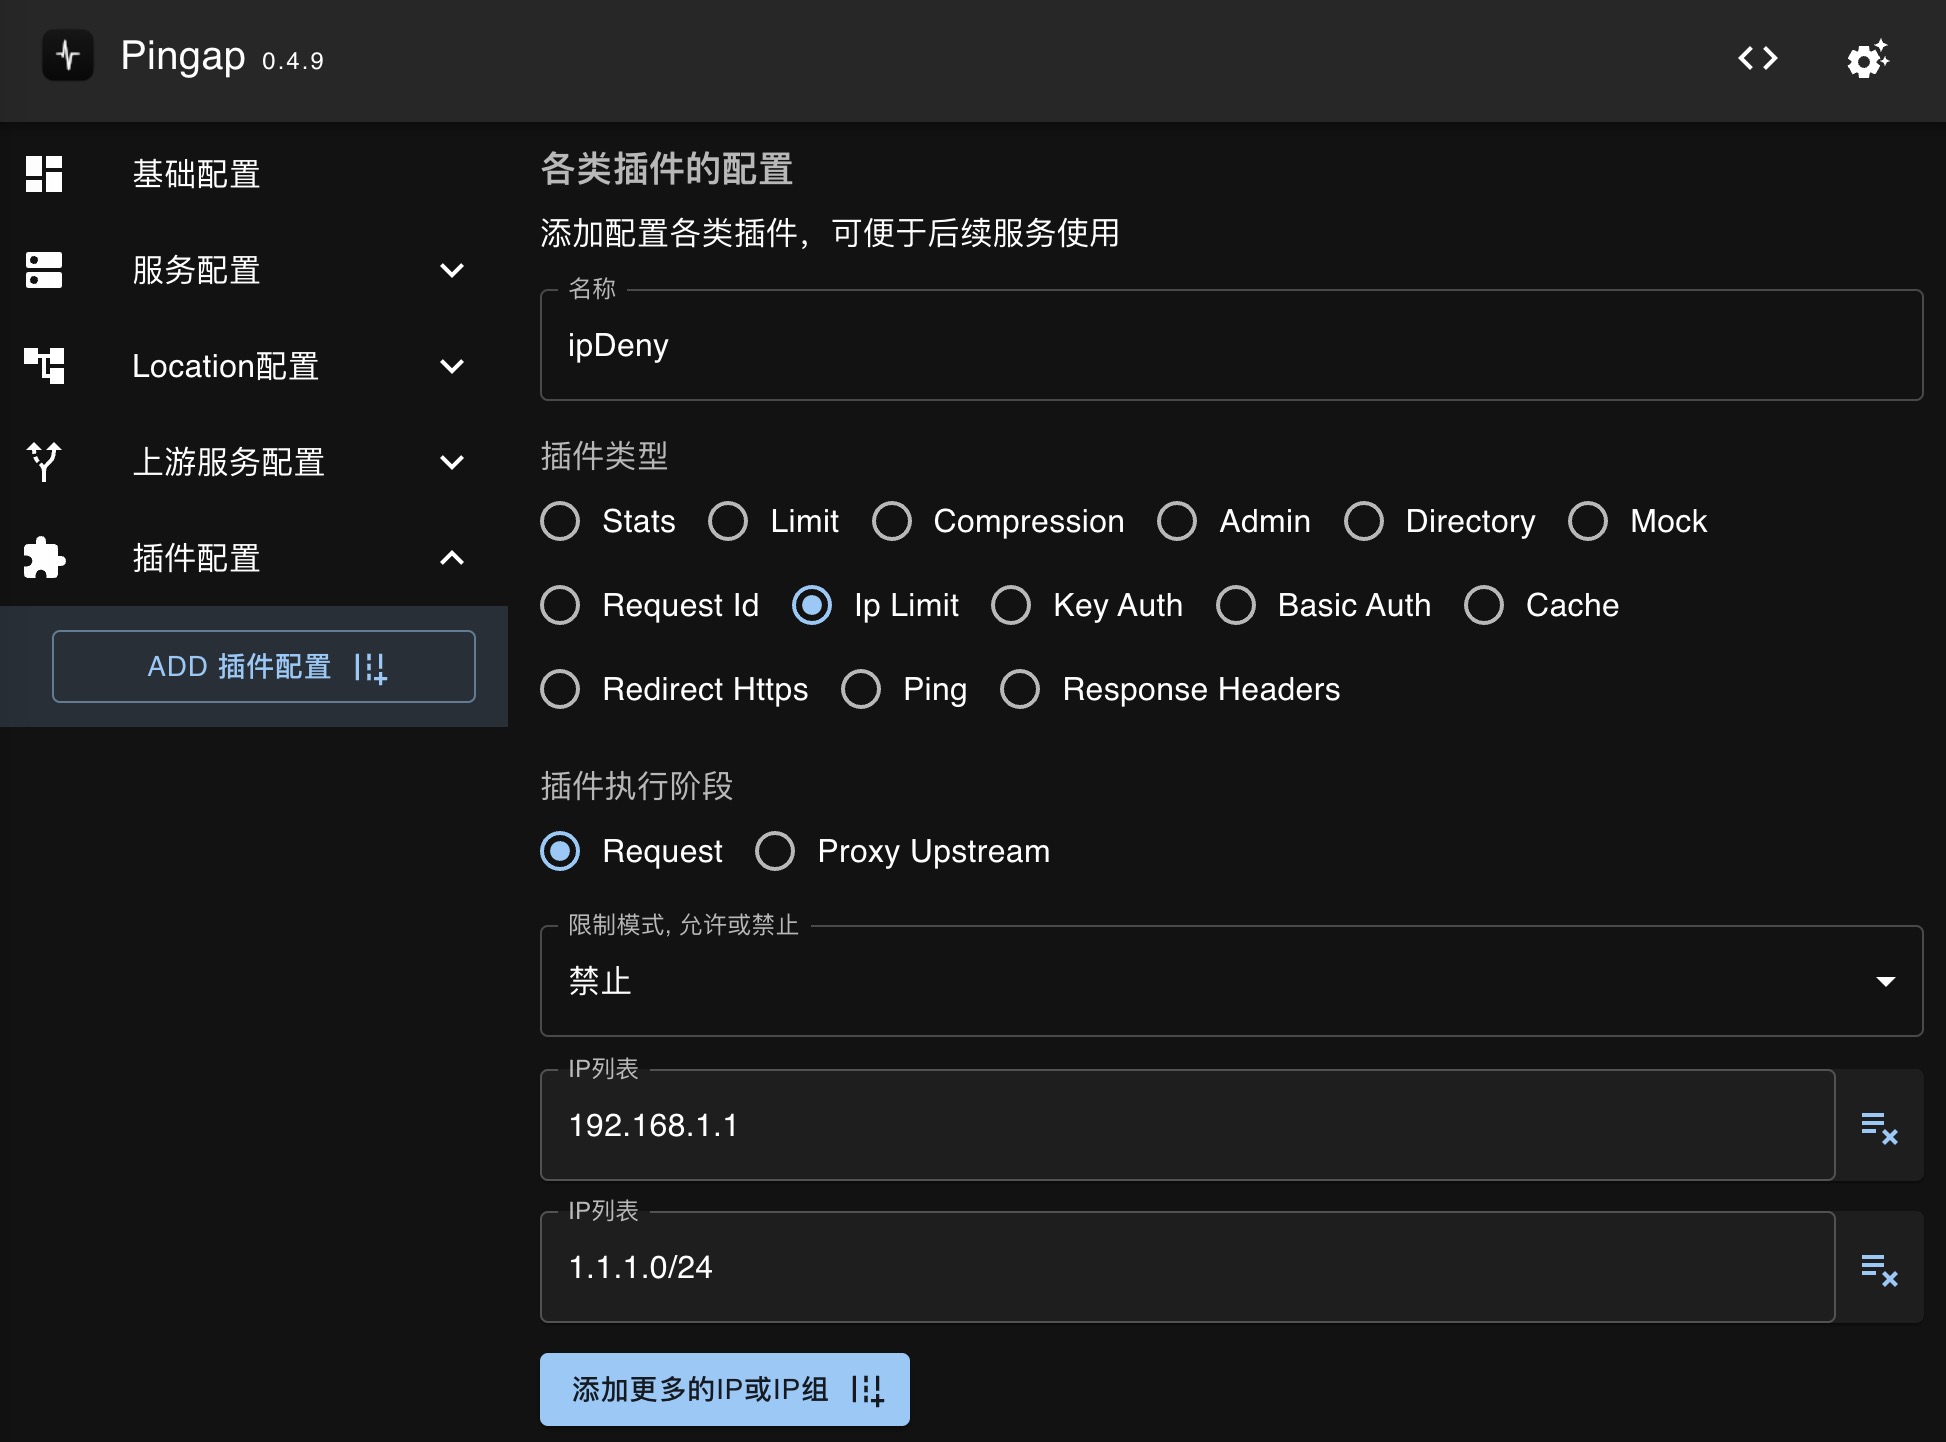 Pingap 0.4.9
基础配置
服务配置
Location配置
上游服务配置
插件配置
ADD 插件配置
各类插件的配置
添加配置各类插件，可便于后续服务使用
名称
ipDeny
插件类型
Stats Limit Compression Admin Directory Mock
Request Id Ip Limit Key Auth Basic Auth Cache
Redirect Https Ping Response Headers
插件执行阶段
Request Proxy Upstream
限制模式, 允许或禁止
禁止
IP列表
192.168.1.1
IP列表
1.1.1.0/24
添加更多的IP或IP组